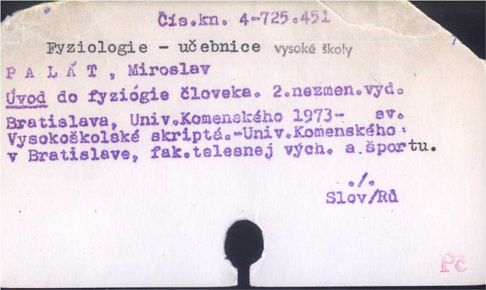 Čís.kn. 4-725.451
Fyziologie - učebnice vysoké školy
PALÁT, Miroslav
Úvod do fyziógie človeka. 2.nezmen.vyd.
Bratislava, Univ.Komenského 1973- sv.
Vysokoškolské skriptá.-Univ.Komenského
v Bratislave, fak.telesnej vých. a športu.
./.
Slov/Rů
Pč